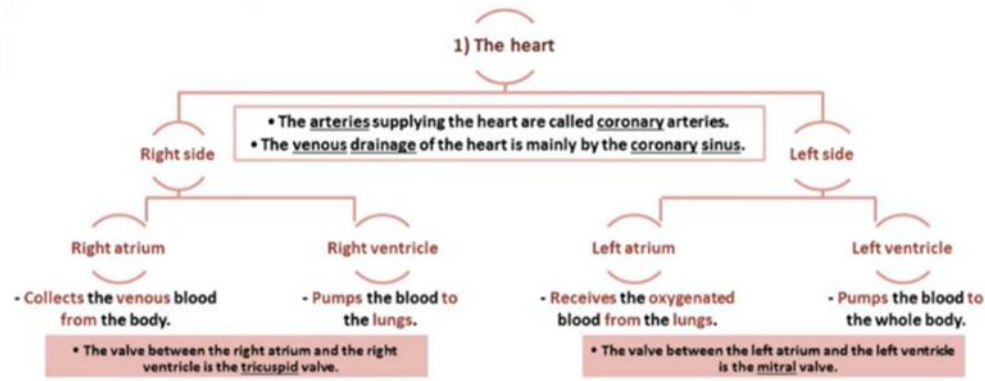 1) The heart
• The arteries supplying the heart are called coronary arteries.
• The venous drainage of the heart is mainly by the coronary sinus.
Right side
Left side
Right atrium
- Collects the venous blood
from the body.
Right ventricle
- Pumps the blood to
the lungs.
• The valve between the right atrium and the right
ventricle is the tricuspid valve.
Left atrium
- Receives the oxygenated
blood from the lungs.
Left ventricle
- Pumps the blood to
the whole body.
• The valve between the left atrium and the left ventricle
is the mitral valve.